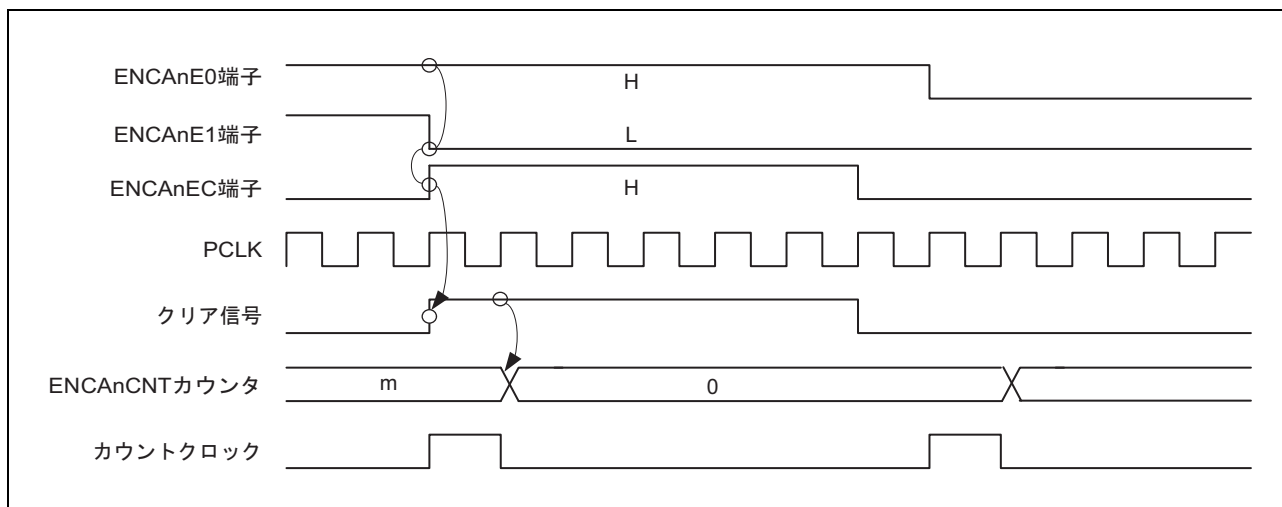 ENCAnE0端子
H
ENCAnE1端子
L
ENCAnEC端子
H
PCLK
クリア信号
ENCAnCNTカウンタ
m
0
カウントクロック